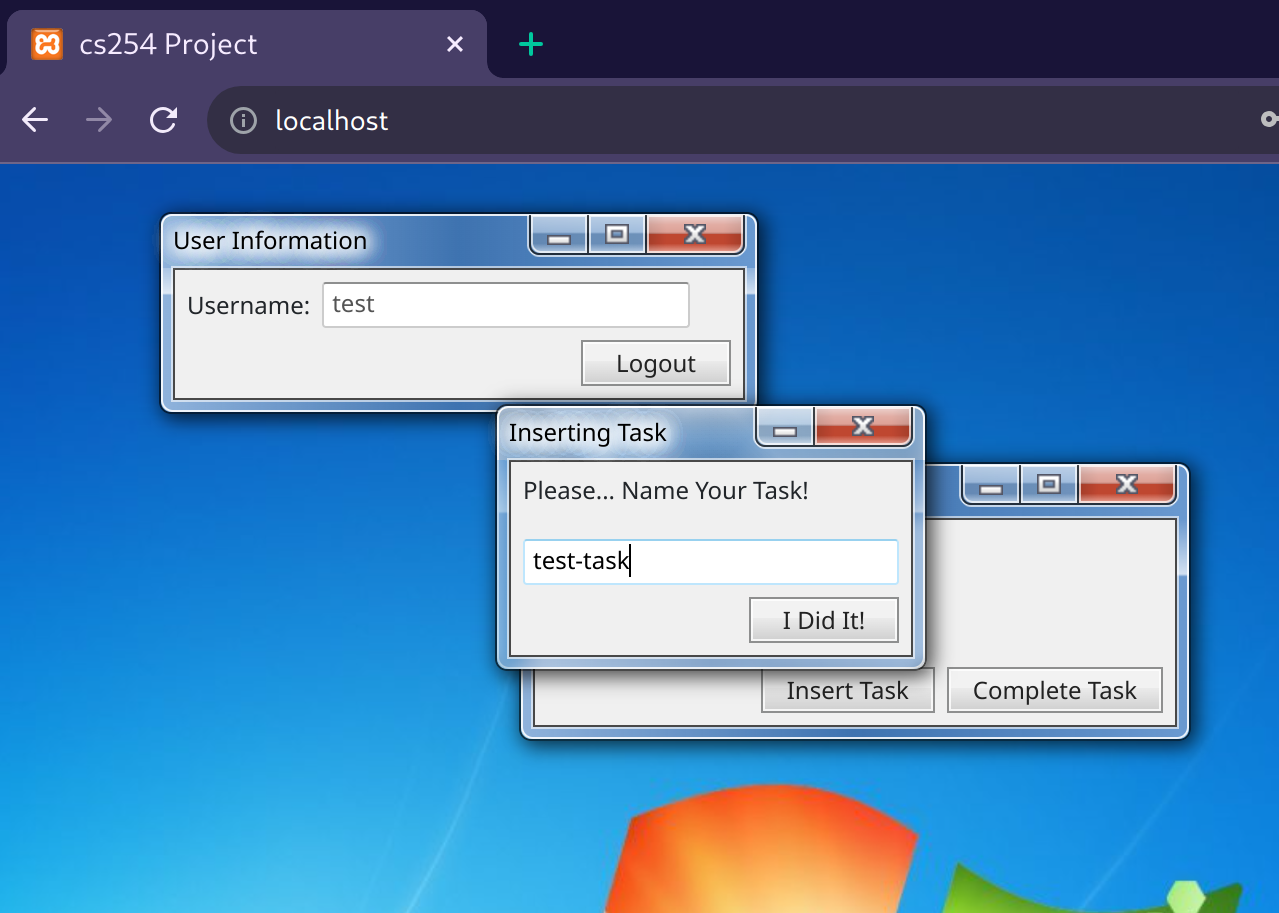 cs254 Project
localhost
User Information
Username: test
Logout
Inserting Task
Please... Name Your Task!
test-task
I Did It!
Insert Task Complete Task